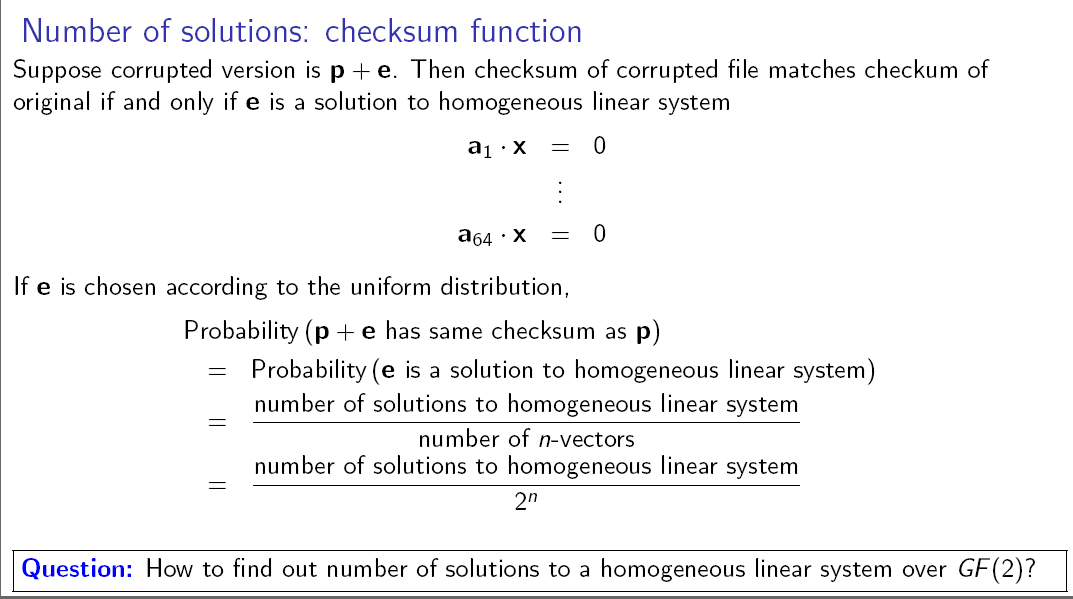 Number of solutions: checksum function
Suppose corrupted version is p + e. Then checksum of corrupted file matches checkum of
original if and only if e is a solution to homogeneous linear system
a₁ · x = 0
⋮
a₆₄ · x = 0
If e is chosen according to the uniform distribution,
Probability (p + e has same checksum as p)
= Probability (e is a solution to homogeneous linear system)
number of solutions to homogeneous linear system
=
number of n-vectors
number of solutions to homogeneous linear system
=
2ⁿ
Question: How to find out number of solutions to a homogeneous linear system over GF(2)?